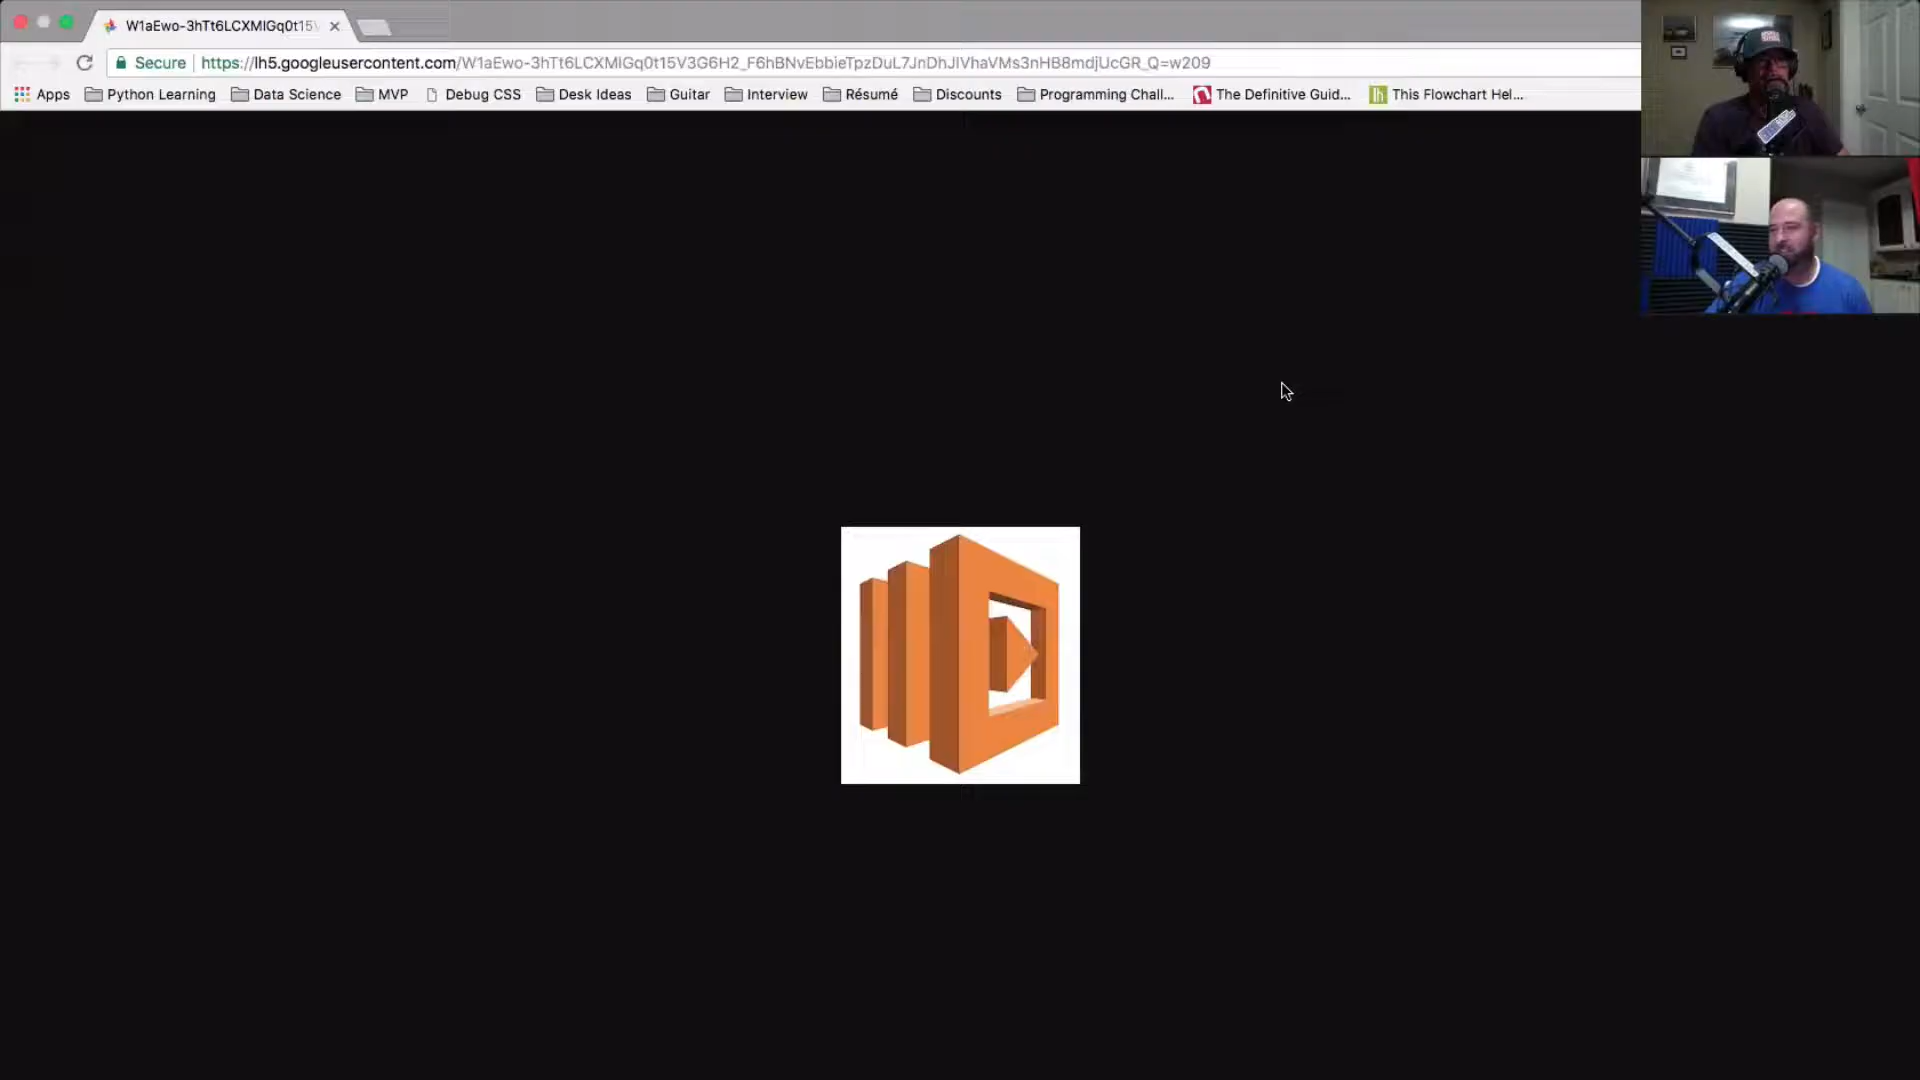 W1aEwo-3hTt6LCXMIGq0t15V
Secure https://lh5.googleusercontent.com/W1aEwo-3hTt6LCXMIGq0t15V3G6H2_F6hBNvEbbieTpzDuL7JnDhJIVhaVMs3nHB8mdjUcGR_Q=w209
Apps Python Learning Data Science MVP Debug CSS Desk Ideas Guitar Interview Résumé Discounts Programming Chall... The Definitive Guid... This Flowchart Hel...